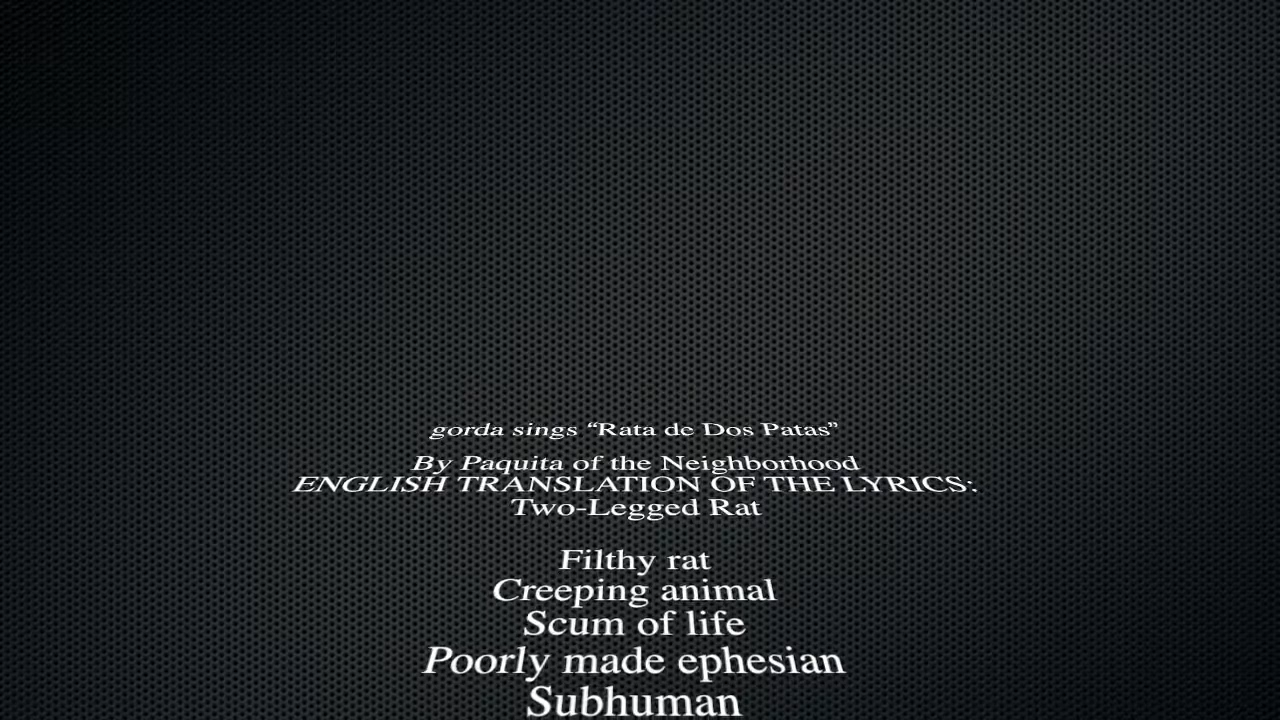 gorda sings “Rata de Dos Patas”
By Paquita of the Neighborhood
ENGLISH TRANSLATION OF THE LYRICS:.
Two-Legged Rat
Filthy rat
Creeping animal
Scum of life
Poorly made ephesian
Subhuman